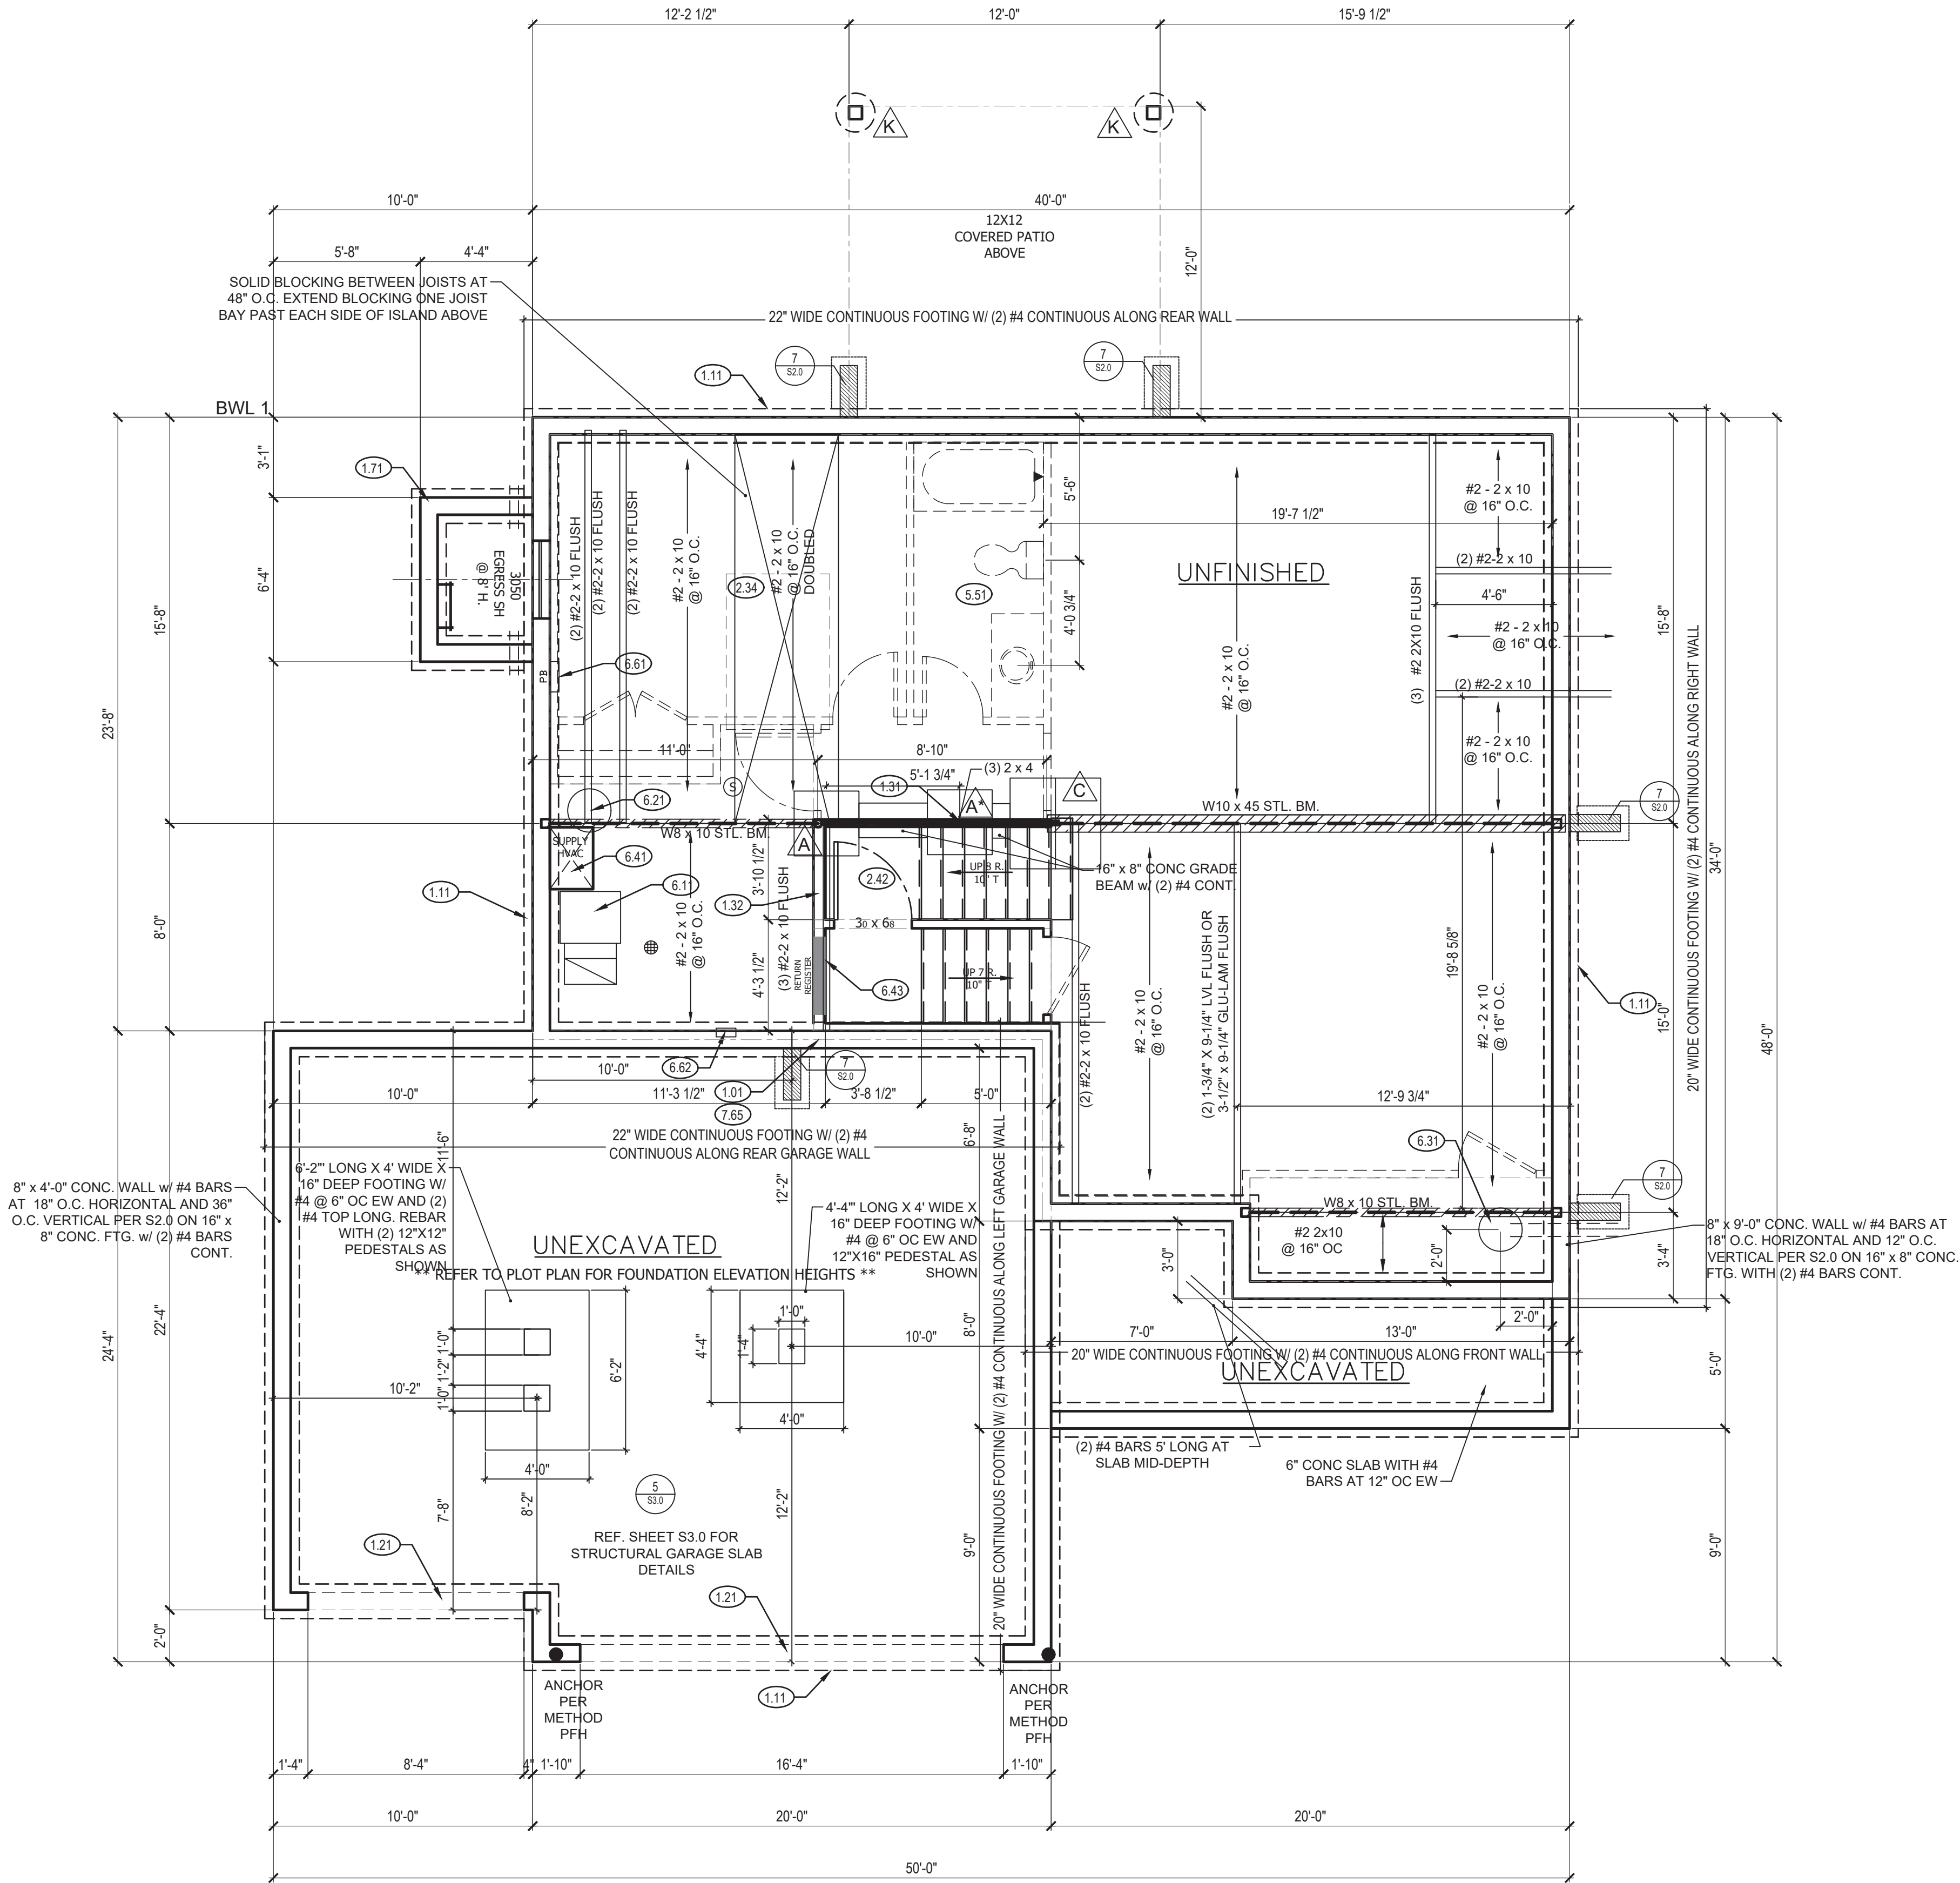 12'-2 1/2"
12'-0"
15'-9 1/2"
K
K
10'-0"
40'-0"
12X12
COVERED PATIO
ABOVE
12'-0"
5'-8"
4'-4"
SOLID BLOCKING BETWEEN JOISTS AT
48" O.C. EXTEND BLOCKING ONE JOIST
BAY PAST EACH SIDE OF ISLAND ABOVE
22" WIDE CONTINUOUS FOOTING W/ (2) #4 CONTINUOUS ALONG REAR WALL
7
S2.0
7
S2.0
1.11
BWL 1
3'-1"
1.71
6'-4"
15'-8"
23'-8"
8'-0"
3050
EGRESS SH
@ 8' H.
(2) #2-2 x 10 FLUSH
(2) #2-2 x 10 FLUSH
(2) #2-2 x 10 FLUSH
#2 - 2 x 10
@ 16" O.C.
2.34
#2 - 2 x 10
@ 16" O.C.
DOUBLED
5'-6"
5.51
4'-0 3/4"
19'-7 1/2"
UNFINISHED
#2 - 2 x 10
@ 16" O.C.
(3) #2 2X10 FLUSH
#2 - 2 x 10
@ 16" O.C.
(2) #2-2 x 10
4'-6"
#2 - 2 x 10
@ 16" O.C.
(2) #2-2 x 10
#2 - 2 x 10
@ 16" O.C.
15'-8"
20" WIDE CONTINUOUS FOOTING W/ (2) #4 CONTINUOUS ALONG RIGHT WALL
34'-0"
48'-0"
PB
6.61
11'-0"
8'-10"
5'-1 3/4"
(3) 2 x 4
1.31
S
6.21
A*
C
W10 x 45 STL. BM.
7
S2.0
W8 x 10 STL. BM.
A
SUPPLY
HVAC
6.41
6.11
1.11
1.32
3'-10 1/2"
(3) #2-2 x 10 FLUSH
2.42
UP 8 R.
10" T
16" x 8" CONC GRADE
BEAM w/ (2) #4 CONT.
#2 - 2 x 10
@ 16" O.C.
30 x 68
4'-3 1/2"
RETURN
REGISTER
6.43
UP 7 R.
10" T
(2) #2-2 x 10 FLUSH
#2 - 2 x 10
@ 16" O.C.
(2) 1-3/4" X 9-1/4" LVL FLUSH OR
3-1/2" x 9-1/4" GLU-LAM FLUSH
19'-8 5/8"
#2 - 2 x 10
@ 16" O.C.
1.11
15'-0"
6.62
10'-0"
7
S2.0
1.01
7.65
10'-0"
11'-3 1/2"
3'-8 1/2"
5'-0"
12'-9 3/4"
22" WIDE CONTINUOUS FOOTING W/ (2) #4
CONTINUOUS ALONG REAR GARAGE WALL
6'-8"
11'-6"
12'-2"
6.31
7
S2.0
8" x 4'-0" CONC. WALL w/ #4 BARS
AT 18" O.C. HORIZONTAL AND 36"
O.C. VERTICAL PER S2.0 ON 16" x
8" CONC. FTG. w/ (2) #4 BARS
CONT.
6'-2"' LONG X 4' WIDE X
16" DEEP FOOTING W/
#4 @ 6" OC EW AND (2)
#4 TOP LONG. REBAR
WITH (2) 12"X12"
PEDESTALS AS
SHOWN
4'-4"' LONG X 4' WIDE X
16" DEEP FOOTING W/
#4 @ 6" OC EW AND
12"X16" PEDESTAL AS
SHOWN
UNEXCAVATED
** REFER TO PLOT PLAN FOR FOUNDATION ELEVATION HEIGHTS **
20" WIDE CONTINUOUS FOOTING W/ (2) #4 CONTINUOUS ALONG LEFT GARAGE WALL
W8 x 10 STL. BM.
#2 2x10
@ 16" OC
2'-0"
3'-0"
3'-4"
8" x 9'-0" CONC. WALL w/ #4 BARS AT
18" O.C. HORIZONTAL AND 12" O.C.
VERTICAL PER S2.0 ON 16" x 8" CONC.
FTG. WITH (2) #4 BARS CONT.
22'-4"
24'-4"
1'-0"
1'-2"
1'-0"
6'-2"
10'-2"
4'-0"
1'-0"
1'-4"
4'-4"
4'-0"
10'-0"
8'-0"
2'-0"
7'-0"
13'-0"
20" WIDE CONTINUOUS FOOTING W/ (2) #4 CONTINUOUS ALONG FRONT WALL
UNEXCAVATED
5'-0"
(2) #4 BARS 5' LONG AT
SLAB MID-DEPTH
6" CONC SLAB WITH #4
BARS AT 12" OC EW
5
S3.0
7'-8"
8'-2"
12'-2"
REF. SHEET S3.0 FOR
STRUCTURAL GARAGE SLAB
DETAILS
9'-0"
9'-0"
1.21
1.21
2'-0"
1.11
ANCHOR
PER
METHOD
PFH
ANCHOR
PER
METHOD
PFH
1'-4"
8'-4"
4"
1'-10"
16'-4"
1'-10"
10'-0"
20'-0"
20'-0"
50'-0"